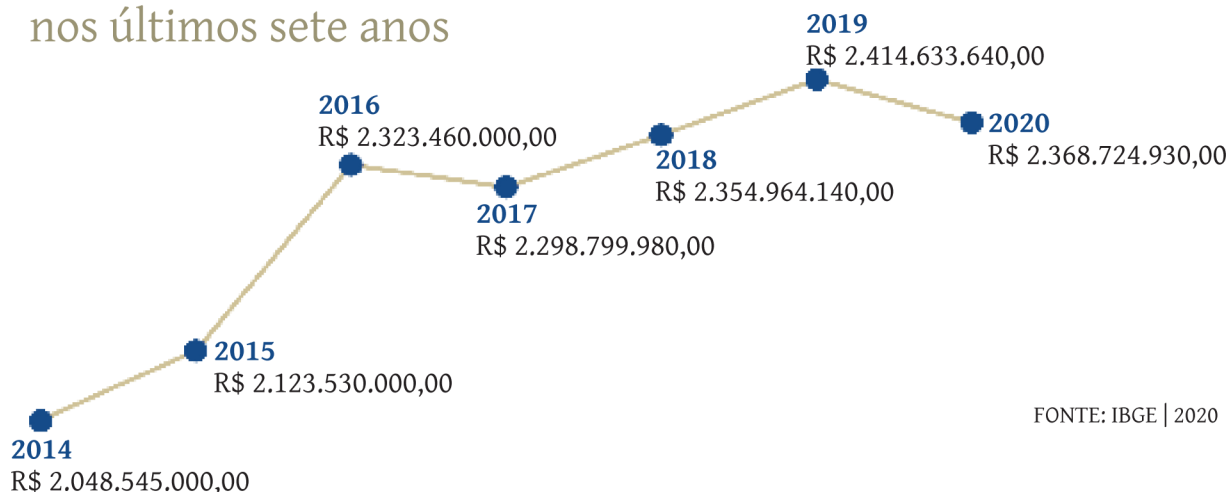 nos últimos sete anos
2014
R$ 2.048.545.000,00
2015
R$ 2.123.530.000,00
2016
R$ 2.323.460.000,00
2017
R$ 2.298.799.980,00
2018
R$ 2.354.964.140,00
2019
R$ 2.414.633.640,00
2020
R$ 2.368.724.930,00
FONTE: IBGE | 2020